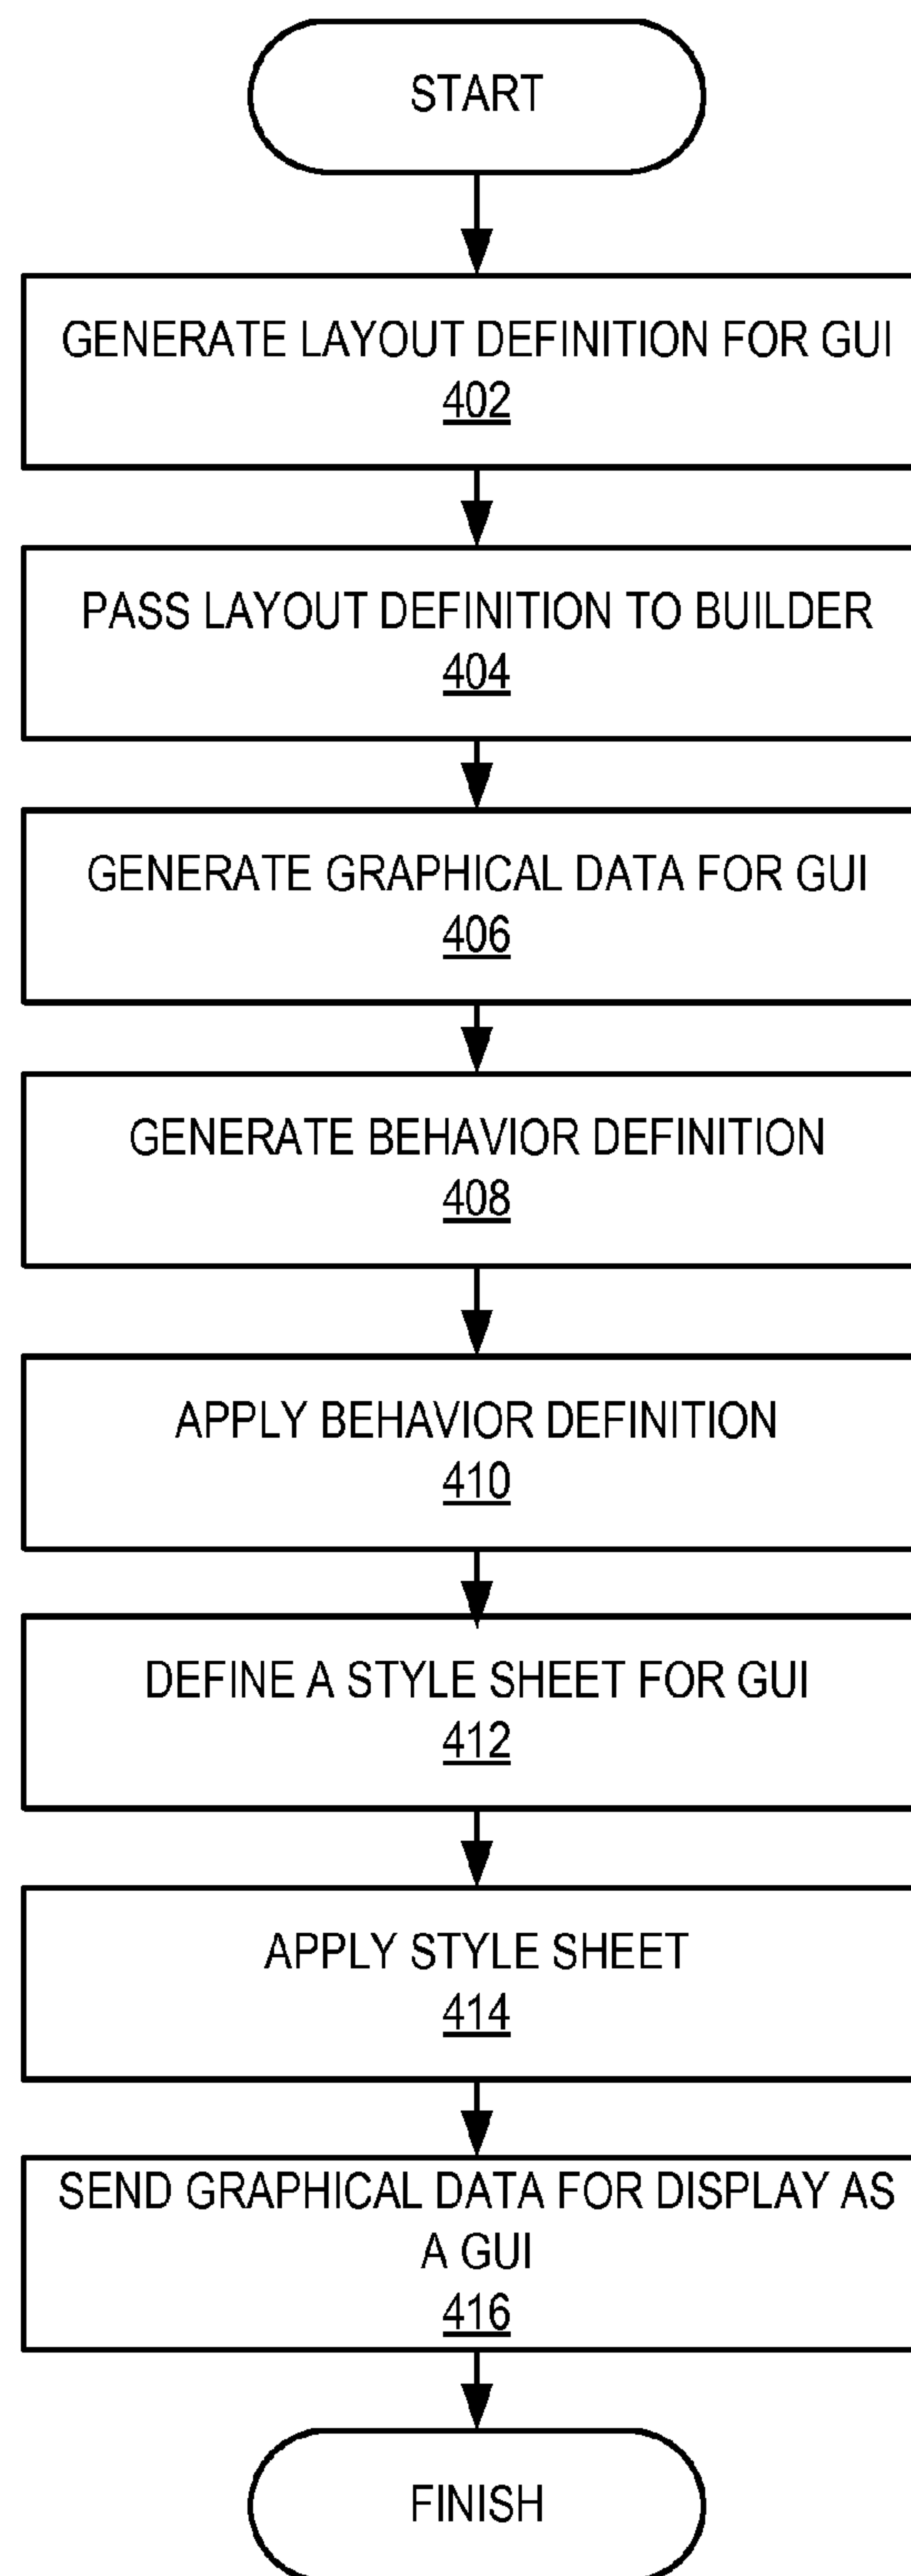 START
GENERATE LAYOUT DEFINITION FOR GUI
402
PASS LAYOUT DEFINITION TO BUILDER
404
GENERATE GRAPHICAL DATA FOR GUI
406
GENERATE BEHAVIOR DEFINITION
408
APPLY BEHAVIOR DEFINITION
410
DEFINE A STYLE SHEET FOR GUI
412
APPLY STYLE SHEET
414
SEND GRAPHICAL DATA FOR DISPLAY AS
A GUI
416
FINISH